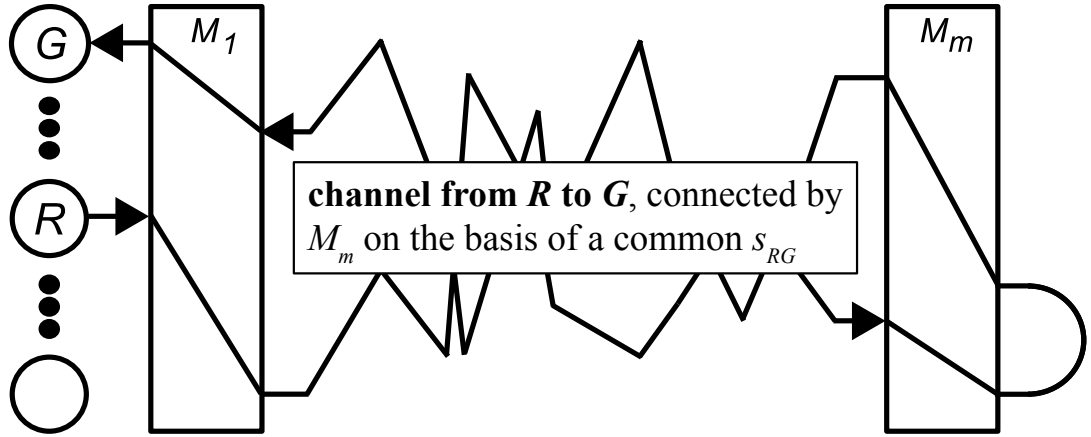 G
M1
Mm
channel from R to G, connected by
Mm on the basis of a common sRG
R